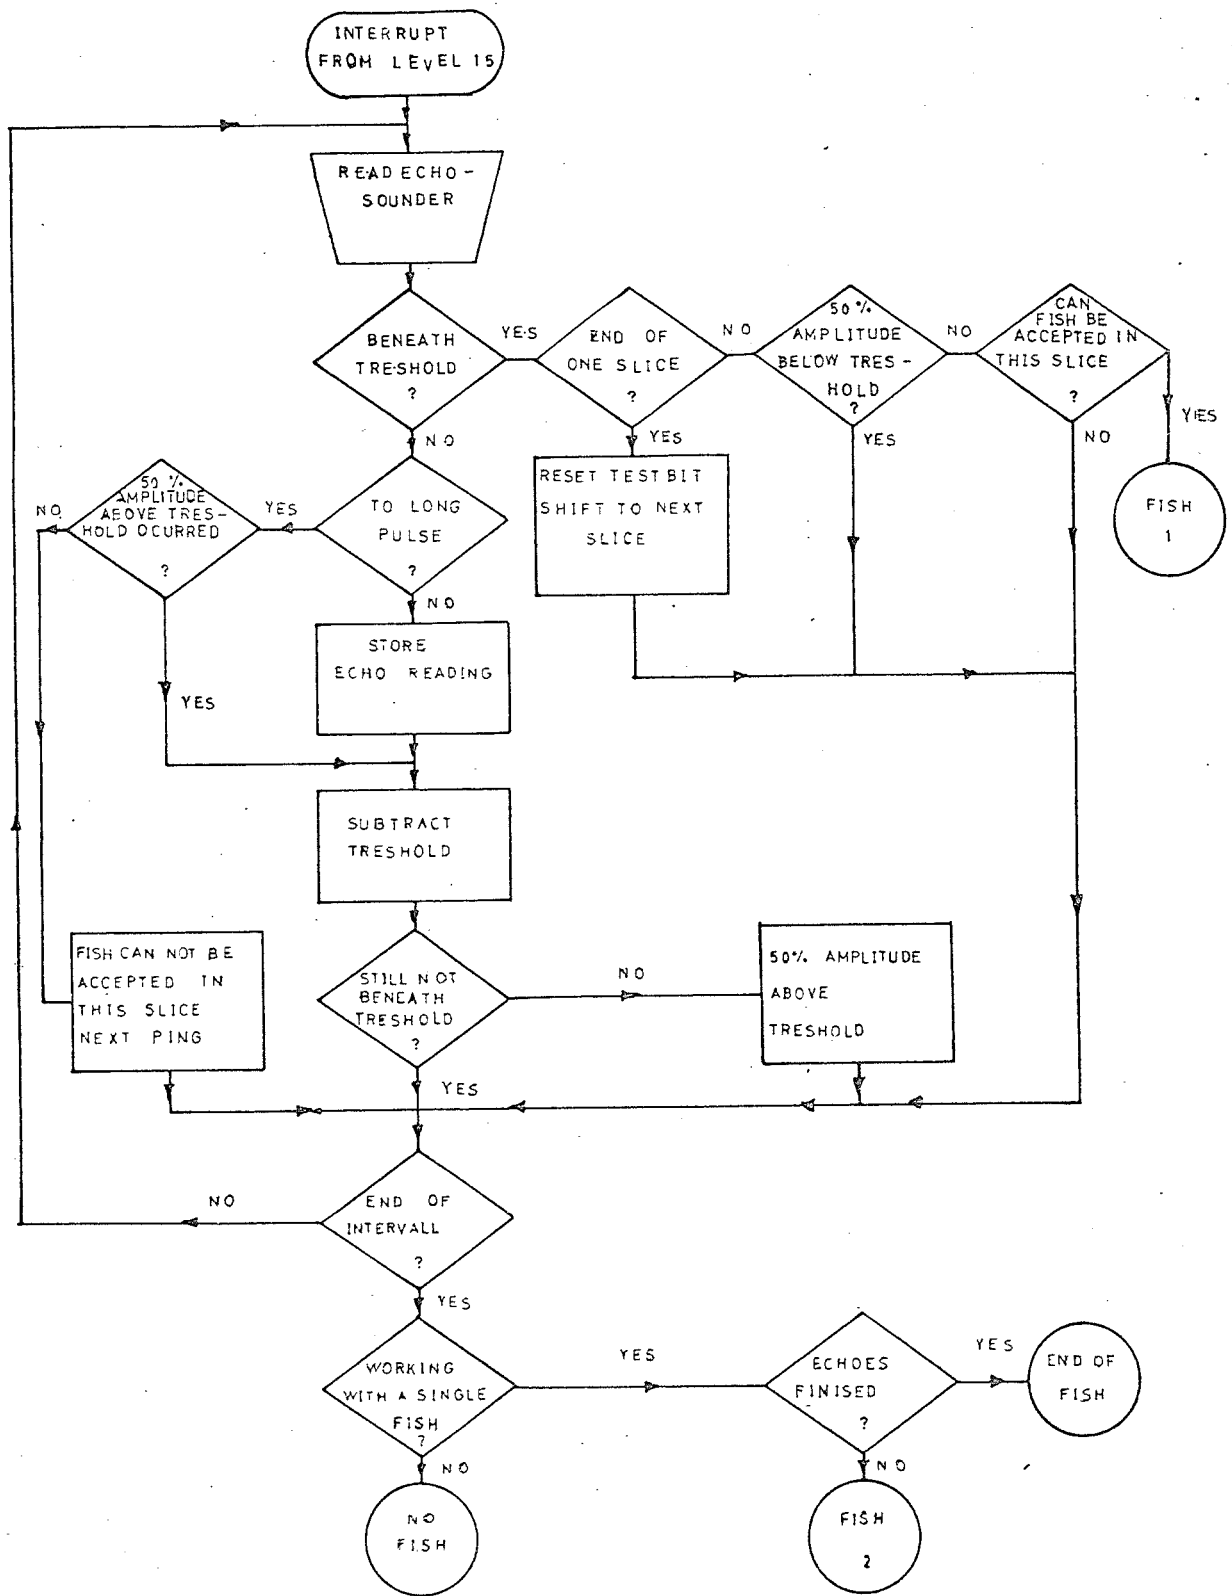 INTERRUPT
FROM LEVEL 15
READ ECHO-
SOUNDER
BENEATH
TRESHOLD
?
YES
END OF
ONE SLICE
?
NO
50%
AMPLITUDE
BELOW TRES-
HOLD
?
NO
CAN
FISH BE
ACCEPTED IN
THIS SLICE
?
YES
FISH
1
NO
YES
YES
NO
RESET TESTBIT
SHIFT TO NEXT
SLICE
TO LONG
PULSE
?
YES
50%
AMPLITUDE
ABOVE TRES-
HOLD OCURRED
?
NO
NO
YES
STORE
ECHO READING
SUBTRACT
TRESHOLD
STILL NOT
BENEATH
TRESHOLD
?
NO
50% AMPLITUDE
ABOVE
TRESHOLD
FISH CAN NOT BE
ACCEPTED IN
THIS SLICE
NEXT PING
YES
END OF
INTERVALL
?
NO
YES
WORKING
WITH A SINGLE
FISH
?
YES
ECHOES
FINISED
?
YES
END OF
FISH
NO
NO
FISH
NO
FISH
2